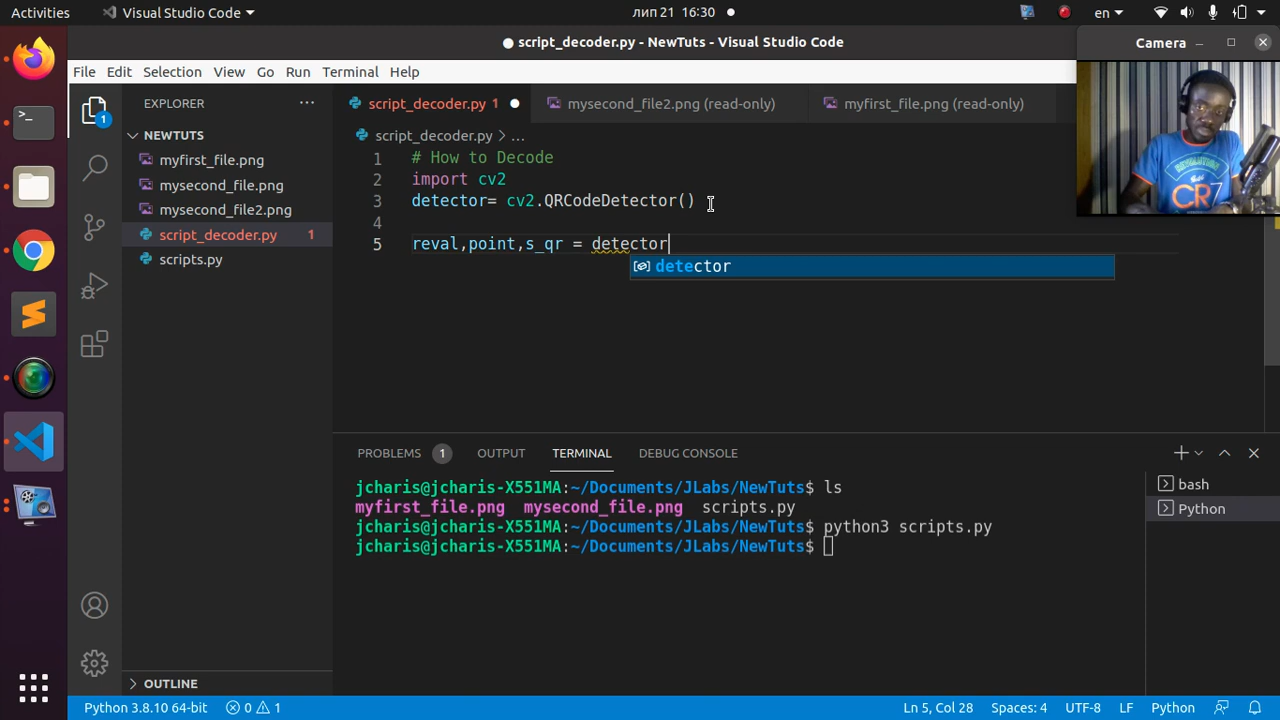 Activities
Visual Studio Code
лип 21 16:30
en
script_decoder.py - NewTuts - Visual Studio Code
Camera
File Edit Selection View Go Run Terminal Help
EXPLORER
script_decoder.py 1
mysecond_file2.png (read-only)
myfirst_file.png (read-only)
NEWTUTS
myfirst_file.png
mysecond_file.png
mysecond_file2.png
script_decoder.py 1
scripts.py
OUTLINE
1
script_decoder.py > ...
1 # How to Decode
2 import cv2
3 detector= cv2.QRCodeDetector()
4
5 reval,point,s_qr = detector
detector
REVOLUTION
CR7
PROBLEMS 1 OUTPUT TERMINAL DEBUG CONSOLE
jcharis@jcharis-X551MA:~/Documents/JLabs/NewTuts$ ls
myfirst_file.png mysecond_file.png scripts.py
jcharis@jcharis-X551MA:~/Documents/JLabs/NewTuts$ python3 scripts.py
jcharis@jcharis-X551MA:~/Documents/JLabs/NewTuts$
bash
Python
Python 3.8.10 64-bit 0 1 Ln 5, Col 28 Spaces: 4 UTF-8 LF Python